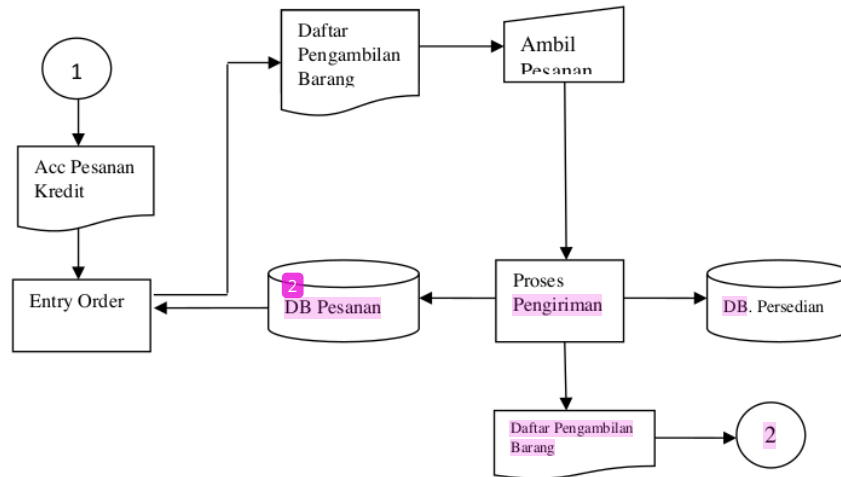 1
Acc Pesanan
Kredit
Entry Order
Daftar
Pengambilan
Barang
Ambil
Pesanan
2
DB Pesanan
Proses
Pengiriman
DB. Persedian
Daftar Pengambilan
Barang
2